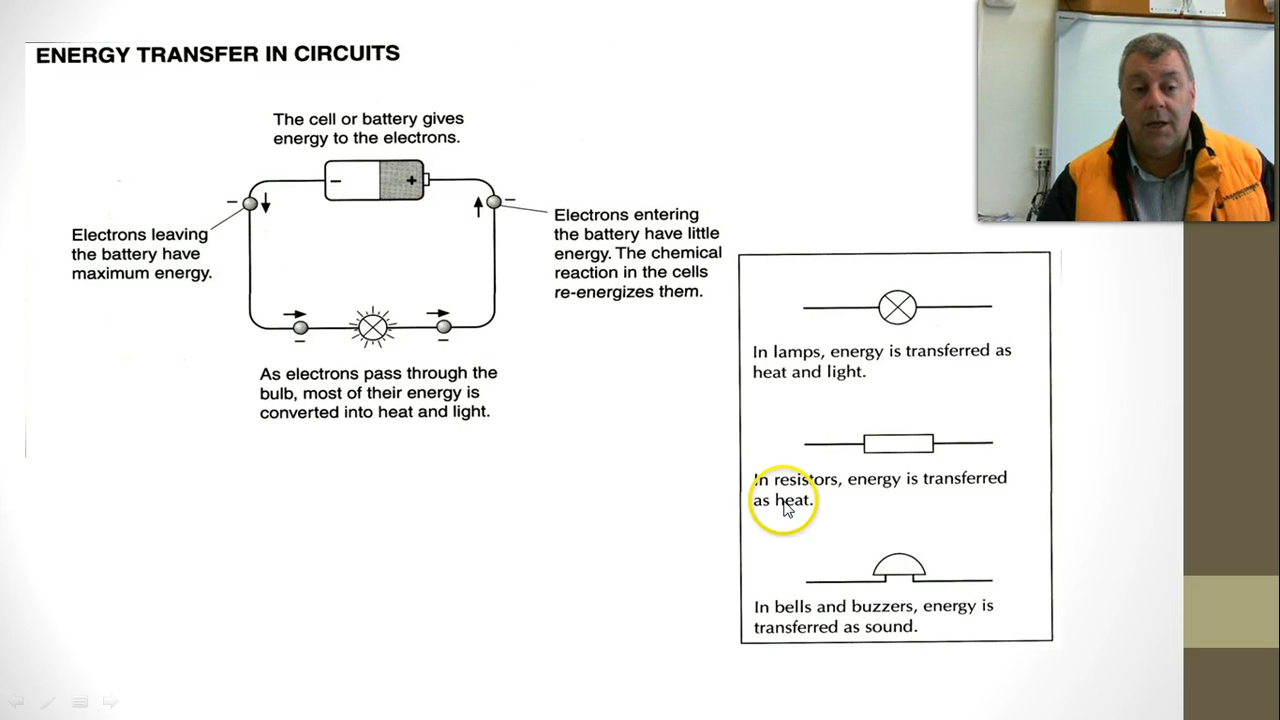 ENERGY TRANSFER IN CIRCUITS
The cell or battery gives
energy to the electrons.
−
+
−
−
Electrons leaving
the battery have
maximum energy.
Electrons entering
the battery have little
energy. The chemical
reaction in the cells
re-energizes them.
−
−
As electrons pass through the
bulb, most of their energy is
converted into heat and light.
In lamps, energy is transferred as
heat and light.
In resistors, energy is transferred
as heat.
In bells and buzzers, energy is
transferred as sound.